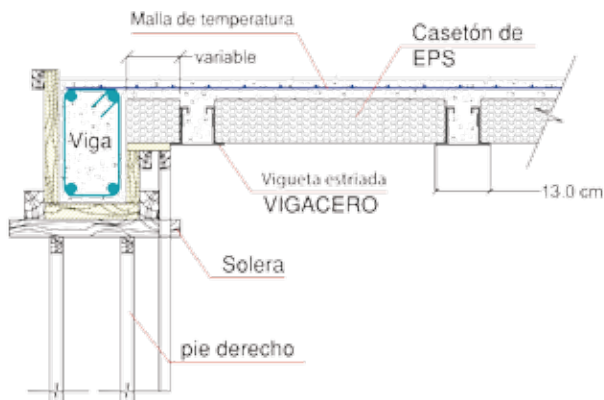 Malla de temperatura
variable
Casetón de
EPS
Viga
Vigueta estriada
VIGACERO
13.0 cm
Solera
pie derecho